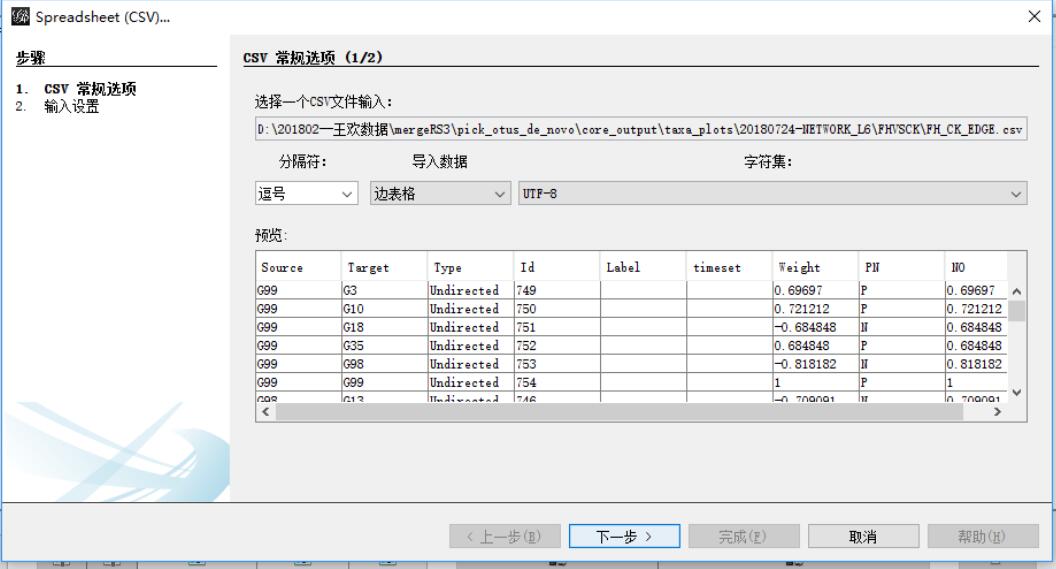 Spreadsheet (CSV)...
步骤
1. CSV 常规选项
2. 输入设置
CSV 常规选项 (1/2)
选择一个CSV文件输入:
D:\201802一王欢数据\mergeRS3\pick_otus_de_novo\core_output\taxa_plots\20180724-NETWORK_L6\FHVSCK\FH_CK_EDGE.csv
分隔符: 导入数据 字符集:
逗号 边表格 UTF-8
预览:
Source Target Type Id Label timeset Weight PN NO
G99 G3 Undirected 749 0.69697 P 0.69697
G99 G10 Undirected 750 0.721212 P 0.721212
G99 G18 Undirected 751 -0.684848 N 0.684848
G99 G35 Undirected 752 0.684848 P 0.684848
G99 G98 Undirected 753 -0.818182 N 0.818182
G99 G99 Undirected 754 1 P 1
G98 G13 Undirected 746 -0.709091 N 0.709091
< 上一步(B) 下一步 > 完成(F) 取消 帮助(H)